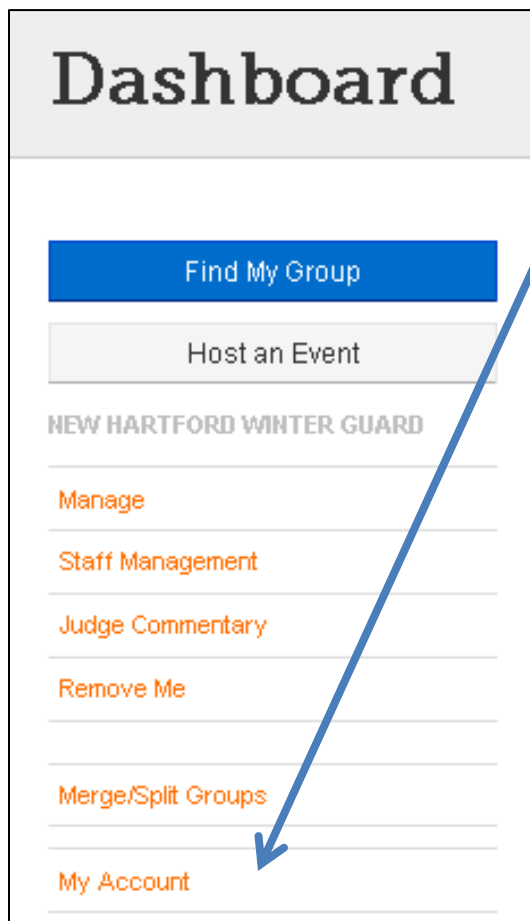 Dashboard
Find My Group
Host an Event
NEW HARTFORD WINTER GUARD
Manage
Staff Management
Judge Commentary
Remove Me
Merge/Split Groups
My Account